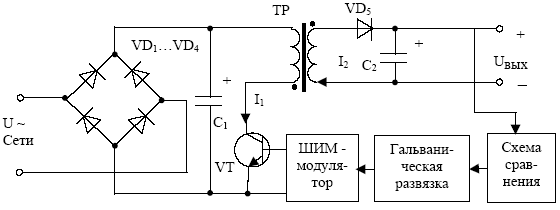 ТР
VD₅
VD₁…VD₄
+
+
+
I₂
C₂
Uвых
–
U ~
Сети
C₁
I₁
VT
ШИМ -
модуля-
тор
Гальвани-
ческая
развязка
Схема
срав-
нения